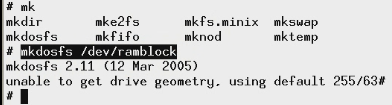 # mk
mkdir mke2fs mkfs.minix mkswap
mkdosfs mkfifo mknod mktemp
# mkdosfs /dev/ramblock
mkdosfs 2.11 (12 Mar 2005)
unable to get drive geometry, using default 255/63#
#